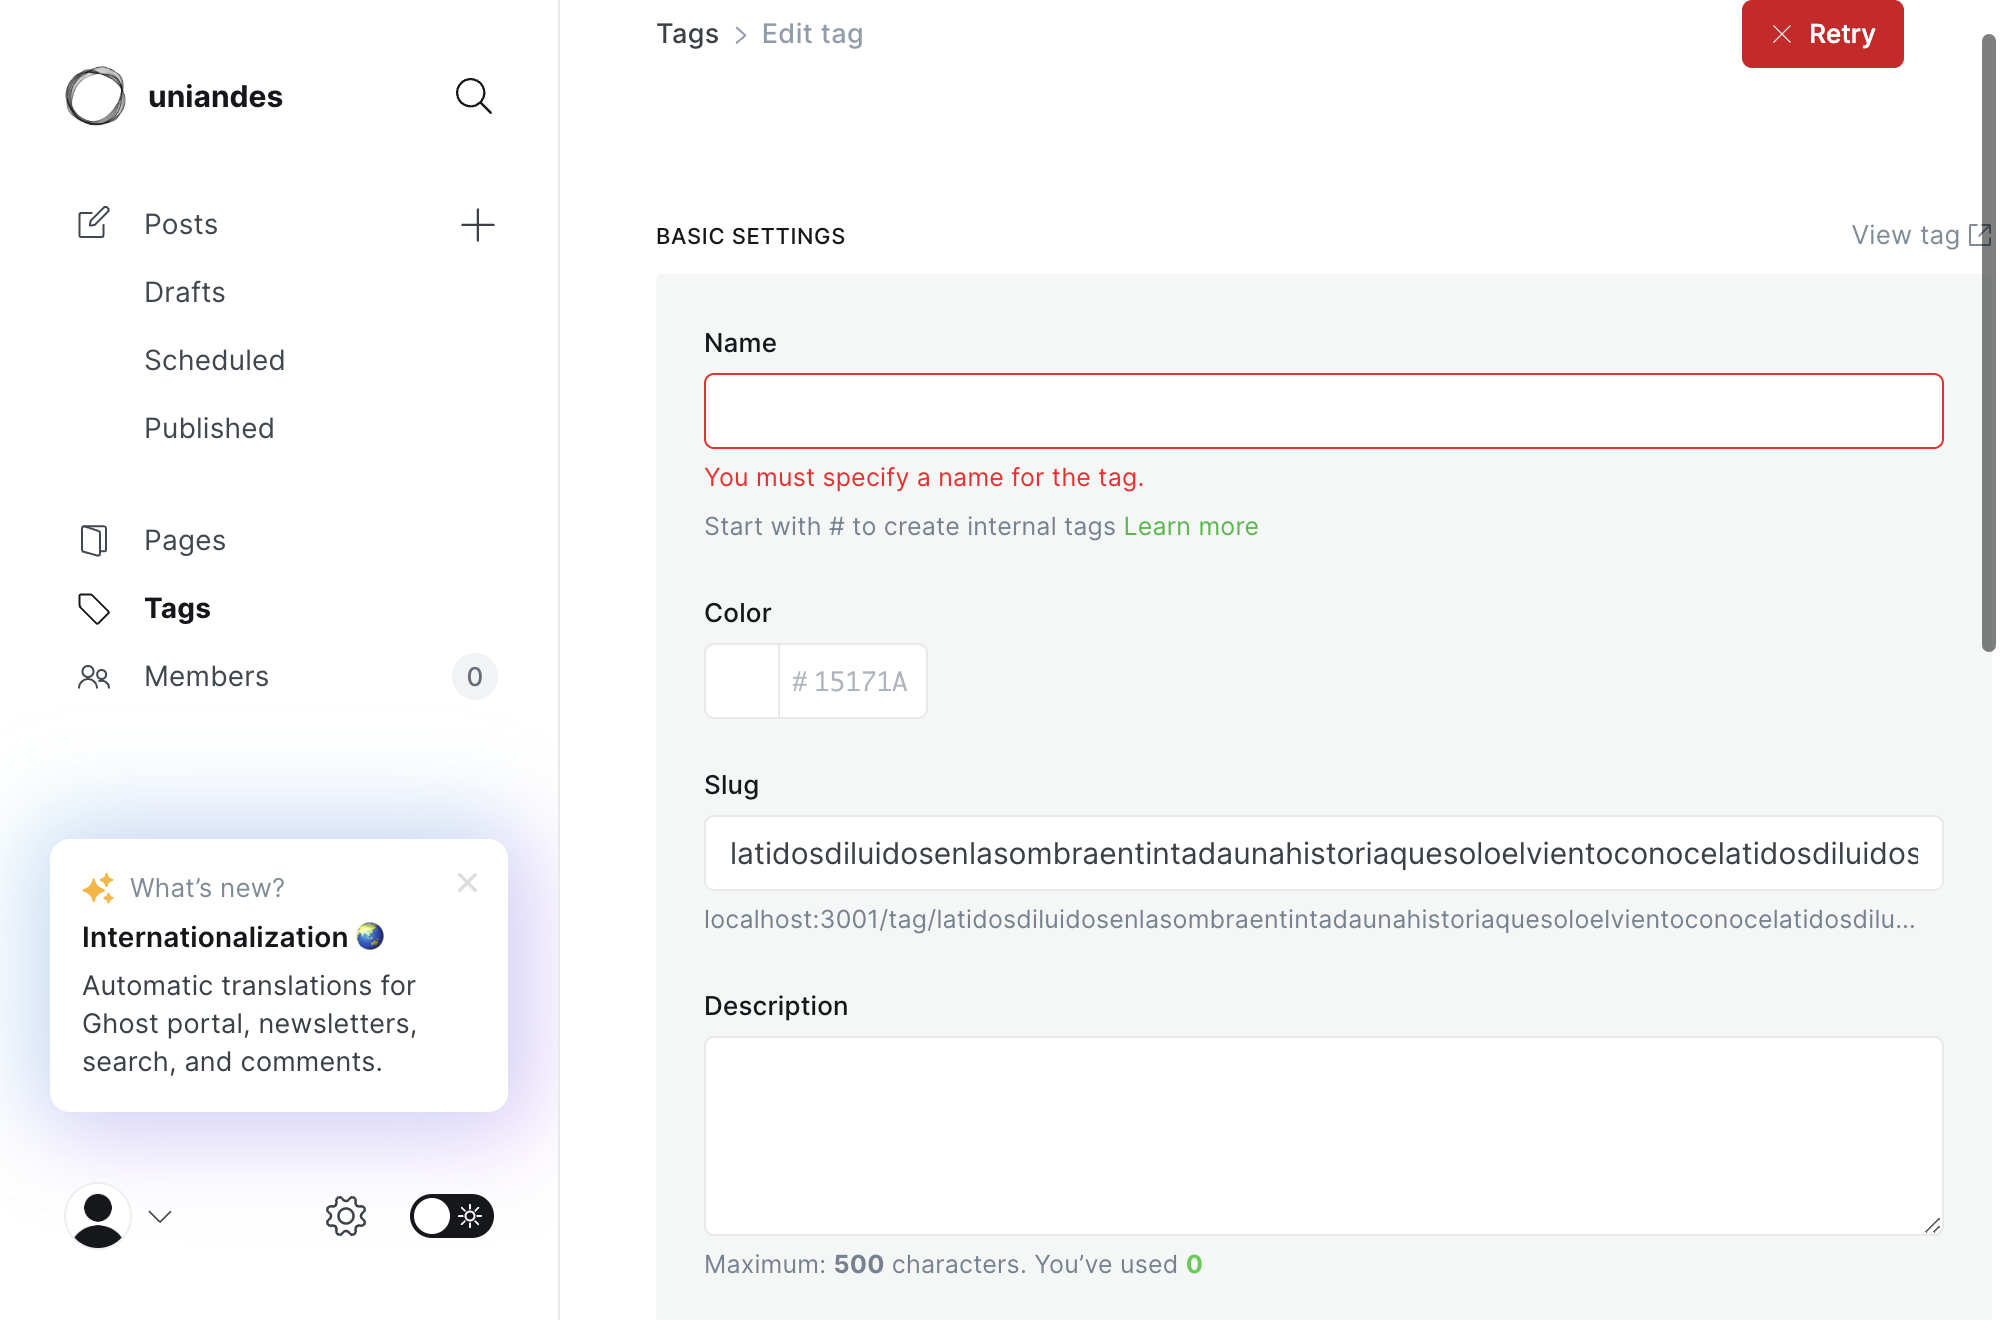 uniandes
Posts
Drafts
Scheduled
Published
Pages
Tags
Members 0
What's new?
Internationalization
Automatic translations for
Ghost portal, newsletters,
search, and comments.
Tags > Edit tag
Retry
BASIC SETTINGS
View tag
Name
You must specify a name for the tag.
Start with # to create internal tags Learn more
Color
# 15171A
Slug
latidosdiluidosenlasombraentintadaunahistoriaquesoloelvientoconocelatidosdiluidos
localhost:3001/tag/latidosdiluidosenlasombraentintadaunahistoriaquesoloelvientoconocelatidosdilu...
Description
Maximum: 500 characters. You've used 0